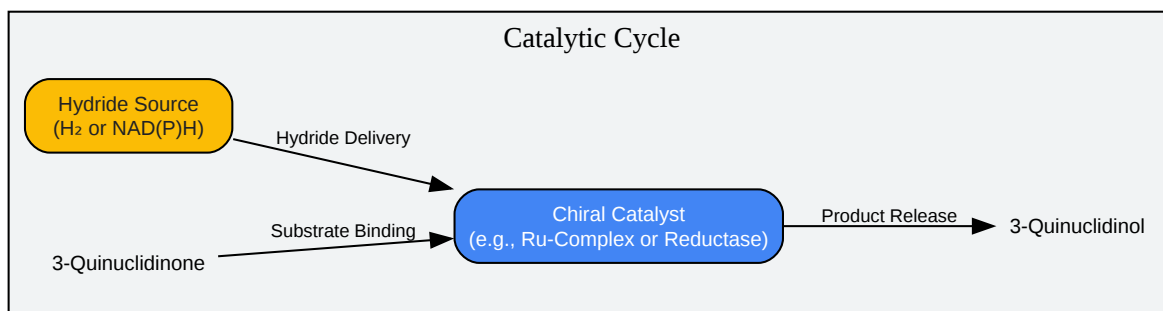 Catalytic Cycle
Hydride Source
(H₂ or NAD(P)H)
Hydride Delivery
Chiral Catalyst
(e.g., Ru-Complex or Reductase)
Substrate Binding
3-Quinuclidinone
Product Release
3-Quinuclidinol